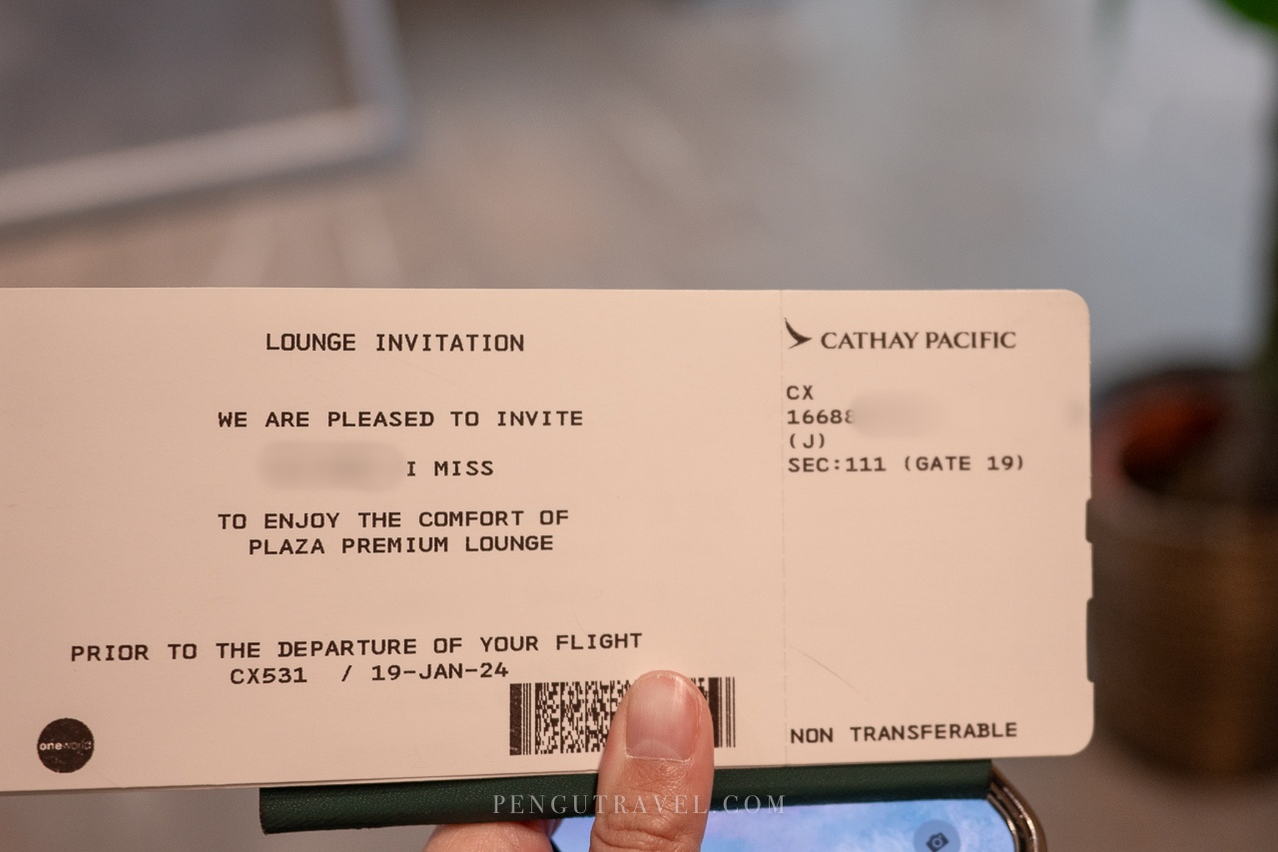 LOUNGE INVITATION
WE ARE PLEASED TO INVITE
I MISS
TO ENJOY THE COMFORT OF
PLAZA PREMIUM LOUNGE
PRIOR TO THE DEPARTURE OF YOUR FLIGHT
CX531 / 19-JAN-24
oneworld
CATHAY PACIFIC
CX
16688
(J)
SEC:111 (GATE 19)
NON TRANSFERABLE
PENGUTRAVEL.COM